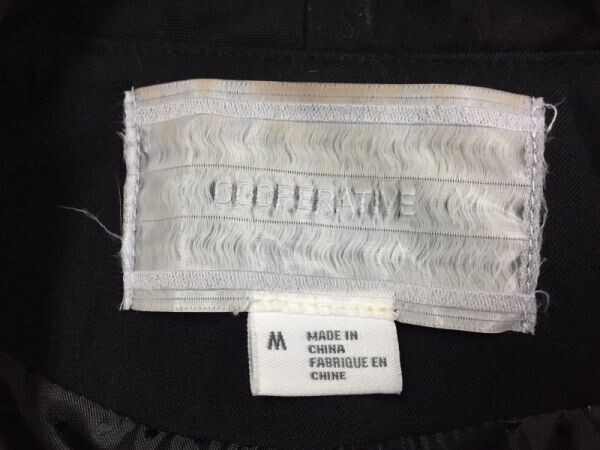 COOPERATIVE
M
MADE IN
CHINA
FABRIQUE EN
CHINE